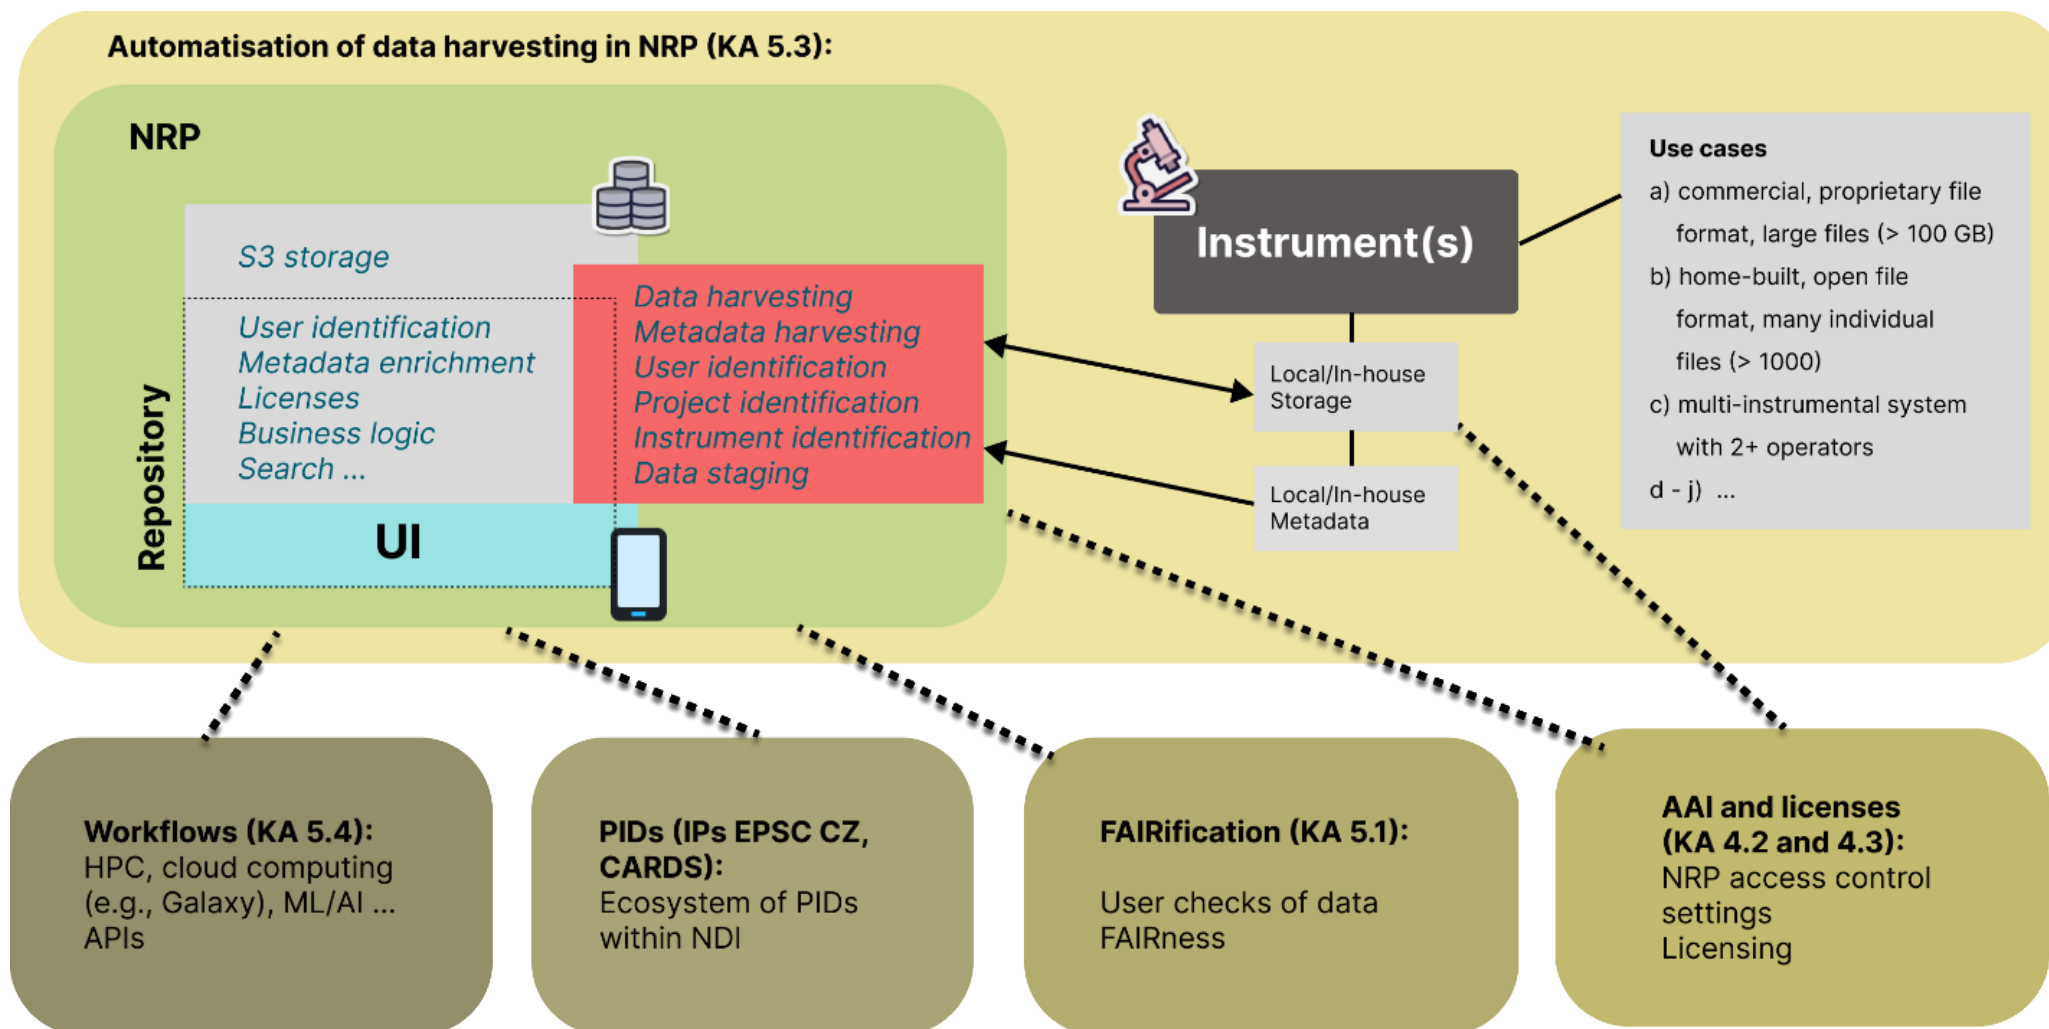 Automatisation of data harvesting in NRP (KA 5.3):
NRP
Repository
S3 storage
User identification
Metadata enrichment
Licenses
Business logic
Search ...
UI
Data harvesting
Metadata harvesting
User identification
Project identification
Instrument identification
Data staging
Instrument(s)
Local/In-house
Storage
Local/In-house
Metadata
Use cases
a) commercial, proprietary file
format, large files (> 100 GB)
b) home-built, open file
format, many individual
files (> 1000)
c) multi-instrumental system
with 2+ operators
d - j) ...
Workflows (KA 5.4):
HPC, cloud computing
(e.g., Galaxy), ML/AI ...
APIs
PIDs (IPs EPSC CZ,
CARDS):
Ecosystem of PIDs
within NDI
FAIRification (KA 5.1):
User checks of data
FAIRness
AAI and licenses
(KA 4.2 and 4.3):
NRP access control
settings
Licensing